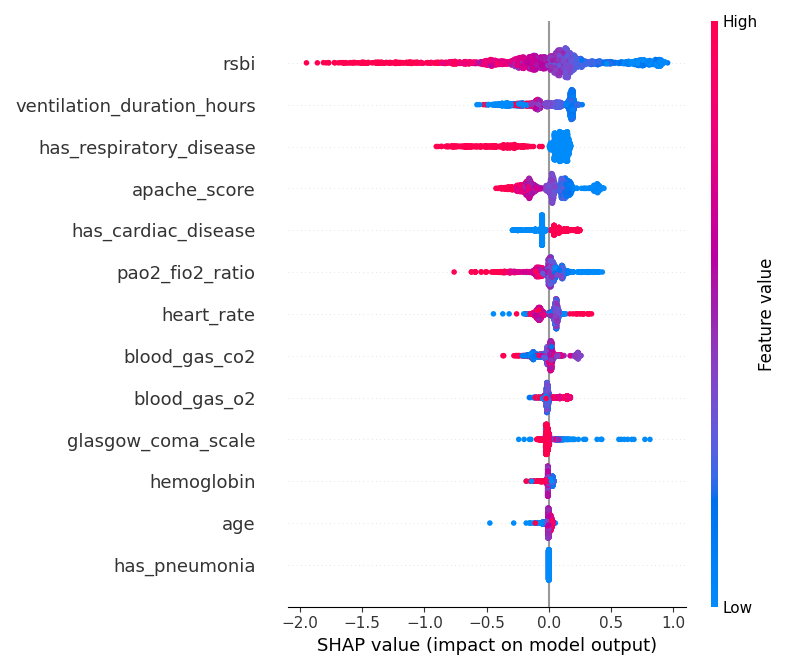 High
rsbi
ventilation_duration_hours
has_respiratory_disease
apache_score
has_cardiac_disease
pao2_fio2_ratio
heart_rate
blood_gas_co2
blood_gas_o2
glasgow_coma_scale
hemoglobin
age
has_pneumonia
Feature value
Low
−2.0 −1.5 −1.0 −0.5 0.0 0.5 1.0
SHAP value (impact on model output)